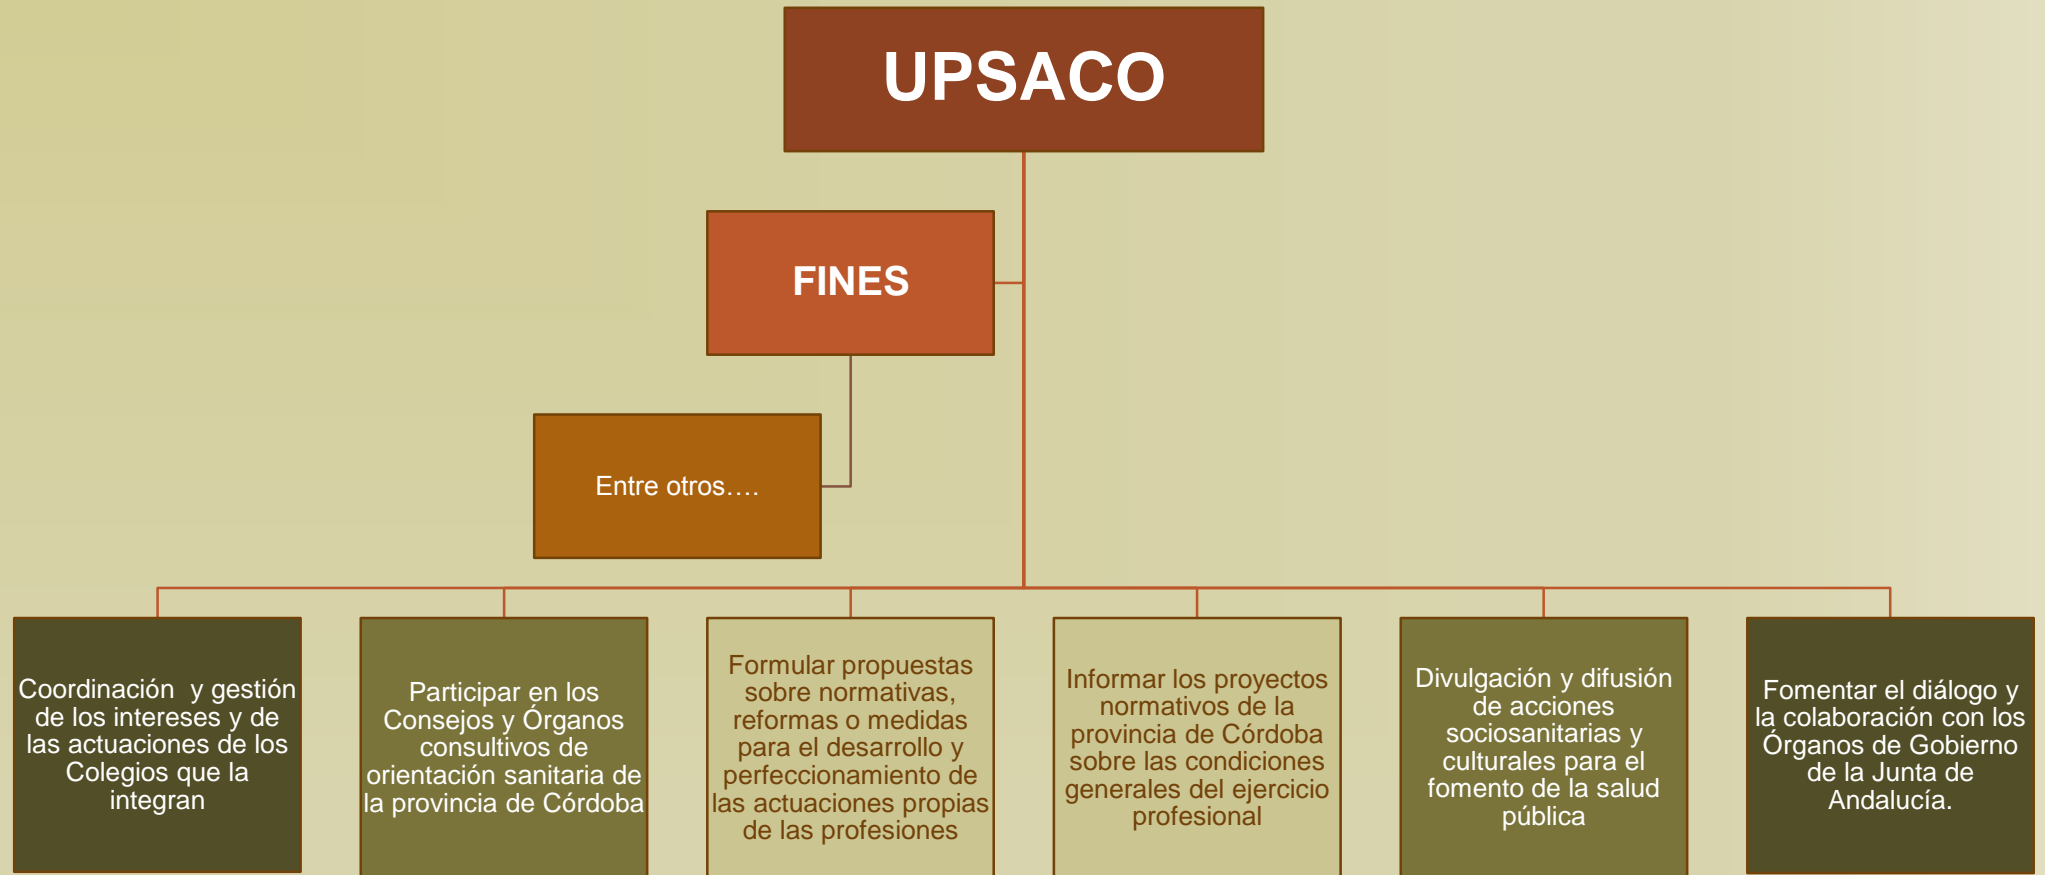 UPSACO
FINES
Entre otros….
Coordinación y gestión
de los intereses y de
las actuaciones de los
Colegios que la
integran
Participar en los
Consejos y Órganos
consultivos de
orientación sanitaria de
la provincia de Córdoba
Formular propuestas
sobre normativas,
reformas o medidas
para el desarrollo y
perfeccionamiento de
las actuaciones propias
de las profesiones
Informar los proyectos
normativos de la
provincia de Córdoba
sobre las condiciones
generales del ejercicio
profesional
Divulgación y difusión
de acciones
sociosanitarias y
culturales para el
fomento de la salud
pública
Fomentar el diálogo y
la colaboración con los
Órganos de Gobierno
de la Junta de
Andalucía.